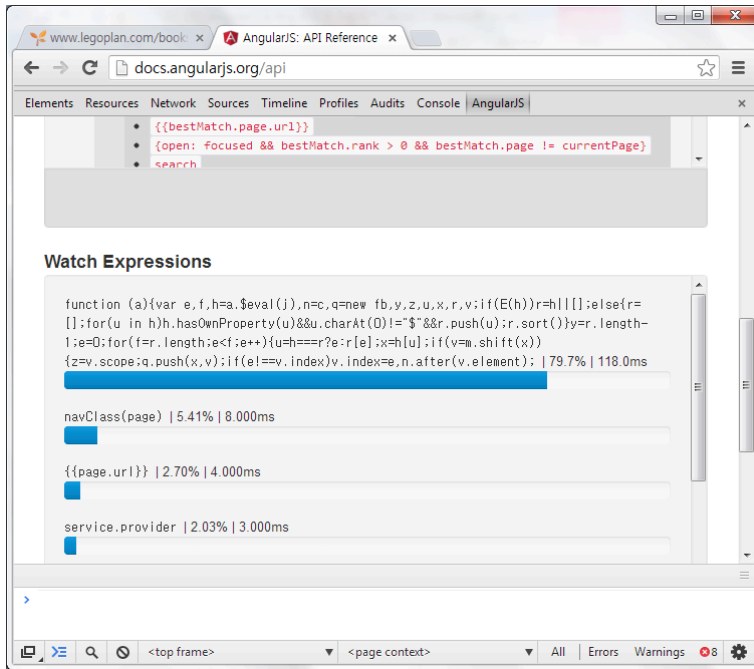 www.legoplan.com/book
AngularJS: API Reference
docs.angularjs.org/api
Elements Resources Network Sources Timeline Profiles Audits Console AngularJS
{{bestMatch.page.url}}
{open: focused && bestMatch.rank > 0 && bestMatch.page != currentPage}
search
Watch Expressions
function (a){var e,f,h=a.$eval(j),n=c,q=new fb,y,z,u,x,r,v;if(E(h))r=h||[];else{r=
[];for(u in h)h.hasOwnProperty(u)&&u.charAt(0)!="$"&&r.push(u);r.sort()}y=r.length-
1;e=0;for(f=r.length;e<f;e++){u=h===r?e:r[e];x=h[u];if(v=m.shift(x))
{z=v.scope;q.push(x,v);if(e!==v.index)v.index=e,n.after(v.element); | 79.7% | 118.0ms
navClass(page) | 5.41% | 8.000ms
{{page.url}} | 2.70% | 4.000ms
service.provider | 2.03% | 3.000ms
<top frame> <page context> All Errors Warnings 8